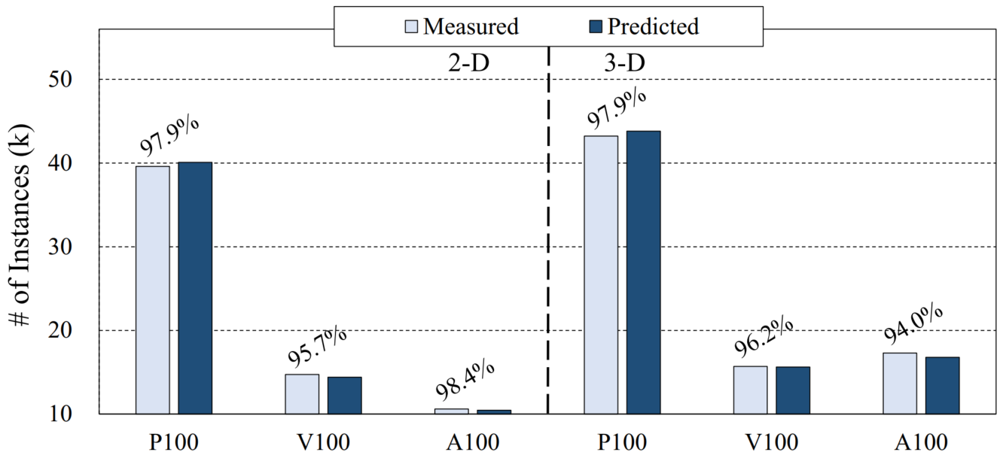 Measured Predicted
2-D 3-D
# of Instances (k)
50
40
30
20
10
97.9%
95.7%
98.4%
97.9%
96.2%
94.0%
P100 V100 A100 P100 V100 A100